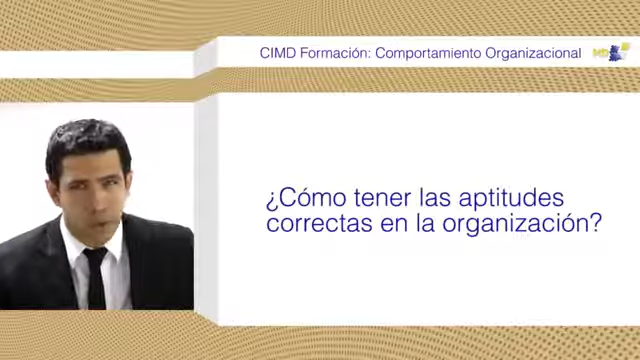 CIMD Formación: Comportamiento Organizacional
¿Cómo tener las aptitudes
correctas en la organización?